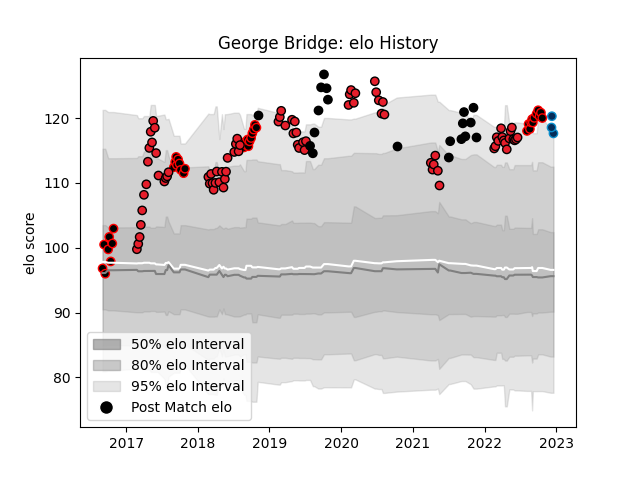 George Bridge: elo History
elo score
120
110
100
90
80
50% elo Interval
80% elo Interval
95% elo Interval
Post Match elo
2017 2018 2019 2020 2021 2022 2023